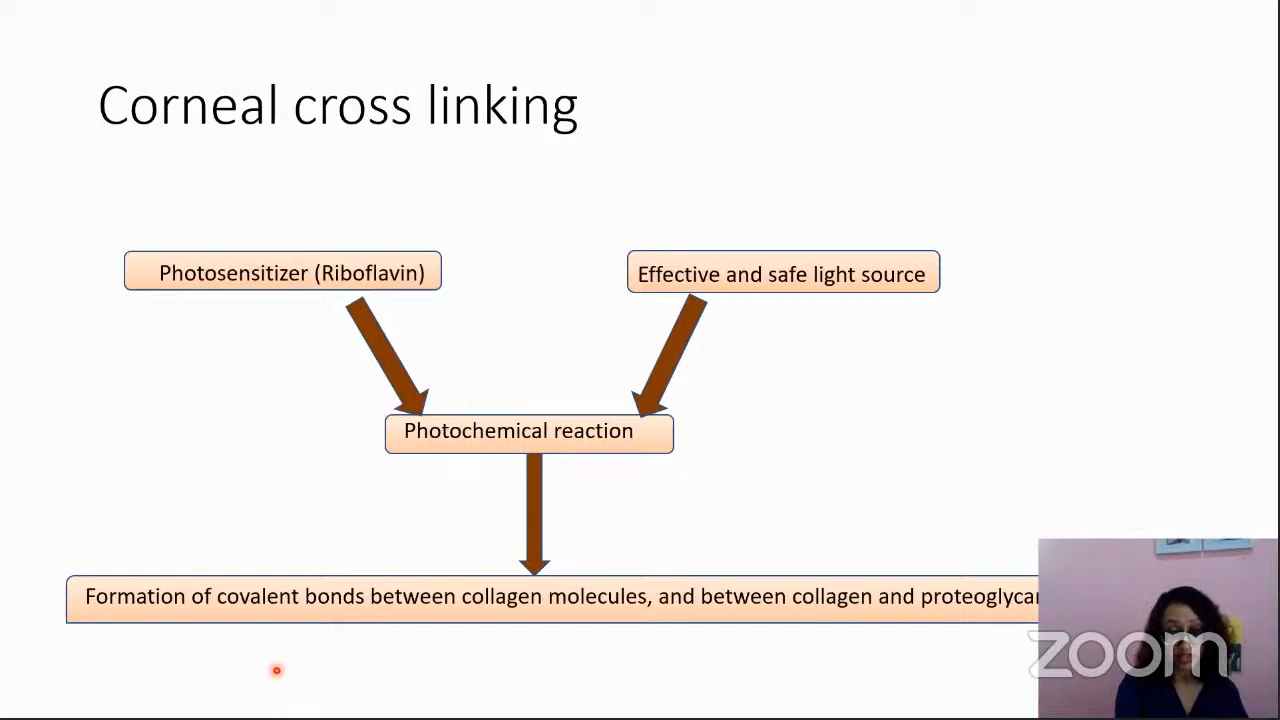 Corneal cross linking
Photosensitizer (Riboflavin)
Effective and safe light source
Photochemical reaction
Formation of covalent bonds between collagen molecules, and between collagen and
zoom